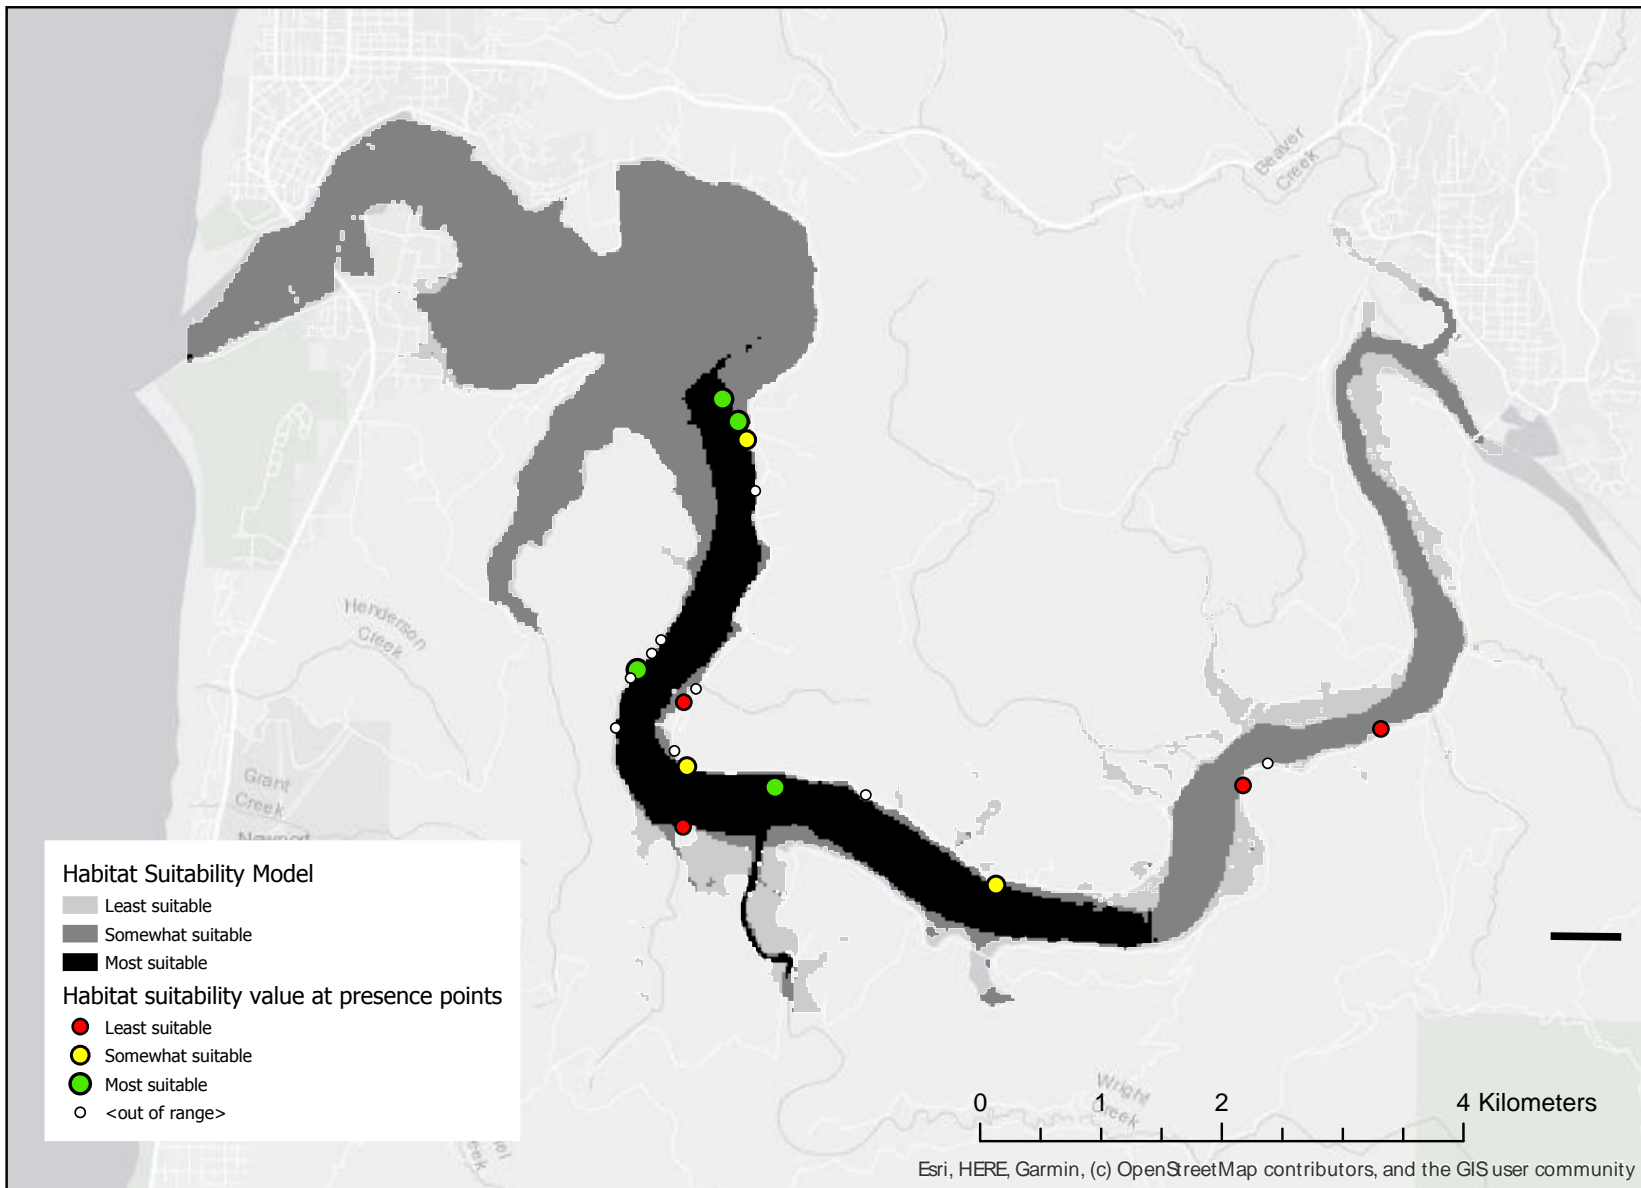 Beaver
Creek
Henderson
Creek
Grant
Creek
Habitat Suitability Model
Least suitable
Somewhat suitable
Most suitable
Habitat suitability value at presence points
Least suitable
Somewhat suitable
Most suitable
<out of range>
Wright
Creek
0 1 2 4 Kilometers
Esri, HERE, Garmin, (c) OpenStreetMap contributors, and the GIS user community